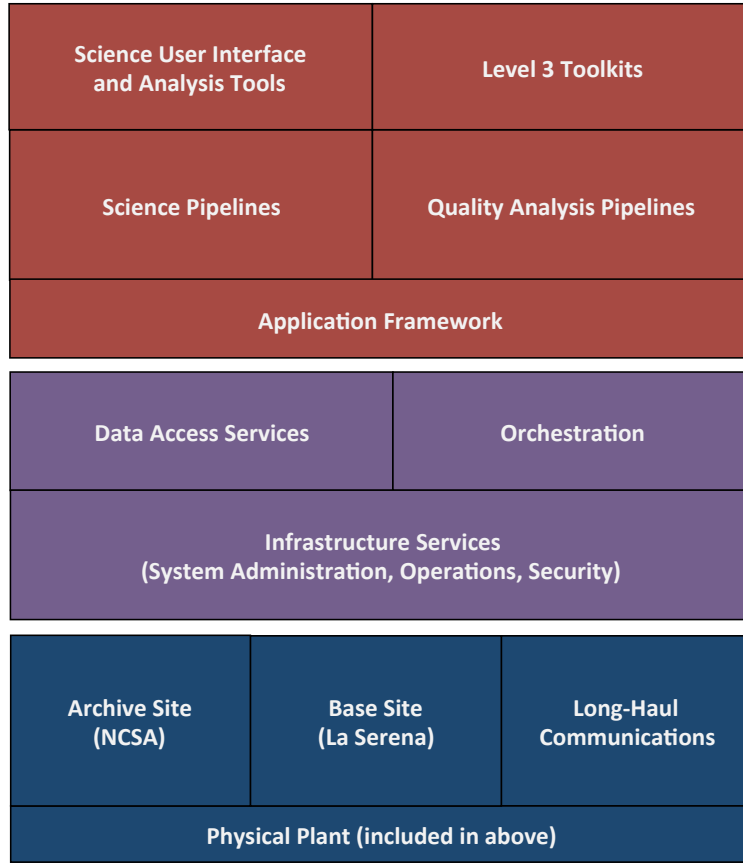 Science User Interface
and Analysis Tools
Level 3 Toolkits
Science Pipelines
Quality Analysis Pipelines
Application Framework
Data Access Services
Orchestration
Infrastructure Services
(System Administration, Operations, Security)
Archive Site
(NCSA)
Base Site
(La Serena)
Long-Haul
Communications
Physical Plant (included in above)